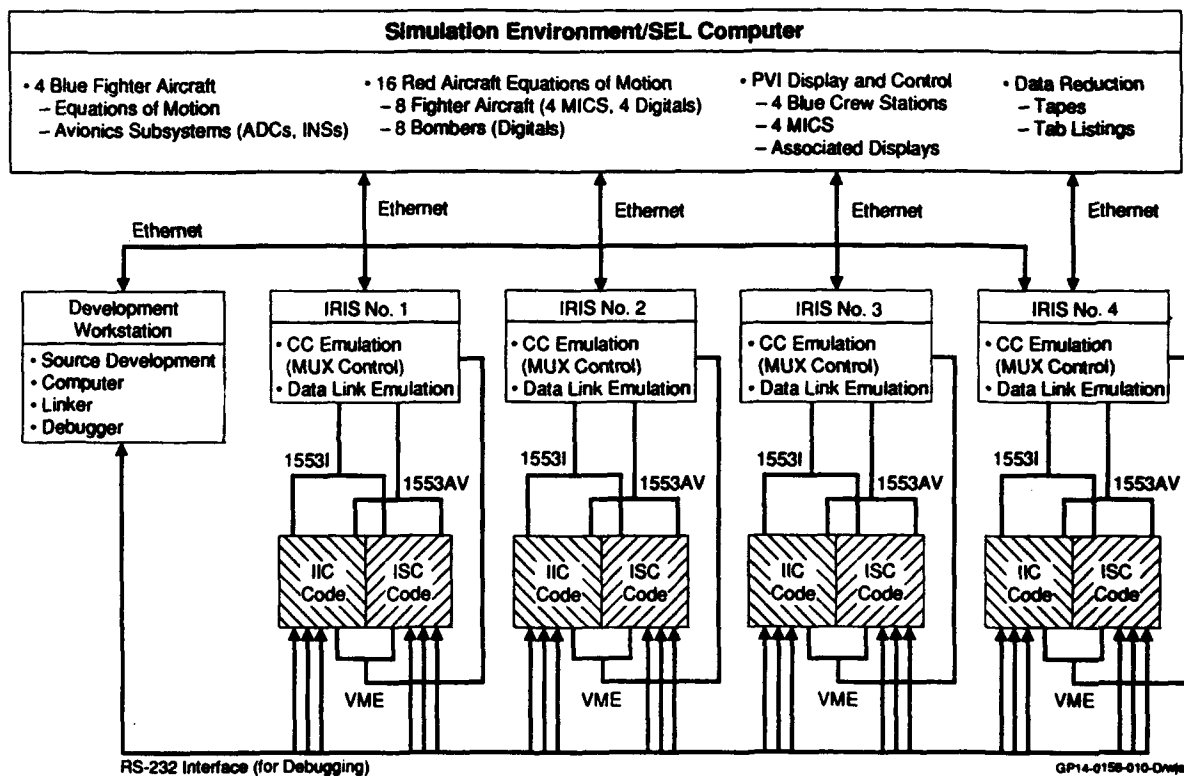 Simulation Environment/SEL Computer
• 4 Blue Fighter Aircraft
– Equations of Motion
– Avionics Subsystems (ADCs, INSs)
• 16 Red Aircraft Equations of Motion
– 8 Fighter Aircraft (4 MICS, 4 Digitals)
– 8 Bombers (Digitals)
• PVI Display and Control
– 4 Blue Crew Stations
– 4 MICS
– Associated Displays
• Data Reduction
– Tapes
– Tab Listings
Ethernet
Ethernet
Ethernet
Ethernet
Ethernet
Development
Workstation
• Source Development
• Computer
• Linker
• Debugger
IRIS No. 1
• CC Emulation
(MUX Control)
• Data Link Emulation
IRIS No. 2
• CC Emulation
(MUX Control)
• Data Link Emulation
IRIS No. 3
• CC Emulation
(MUX Control)
• Data Link Emulation
IRIS No. 4
• CC Emulation
(MUX Control)
• Data Link Emulation
1553I
1553AV
1553I
1553AV
1553I
1553AV
1553I
1553AV
IIC
Code
ISC
Code
IIC
Code
ISC
Code
IIC
Code
ISC
Code
IIC
Code
ISC
Code
VME
VME
VME
VME
RS-232 Interface (for Debugging)